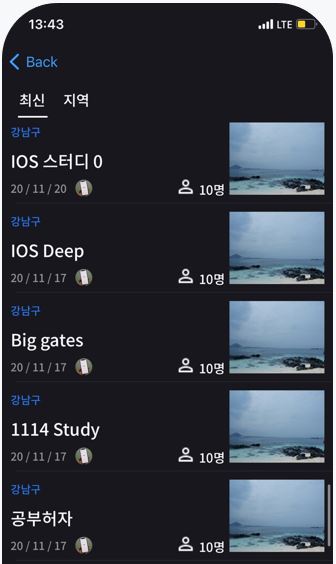 13:43
LTE
Back
최신 지역
강남구
IOS 스터디 0
20 / 11 / 20
10명
강남구
IOS Deep
20 / 11 / 17
10명
강남구
Big gates
20 / 11 / 17
10명
강남구
1114 Study
20 / 11 / 17
10명
강남구
공부허자
20 / 11 / 17
10명